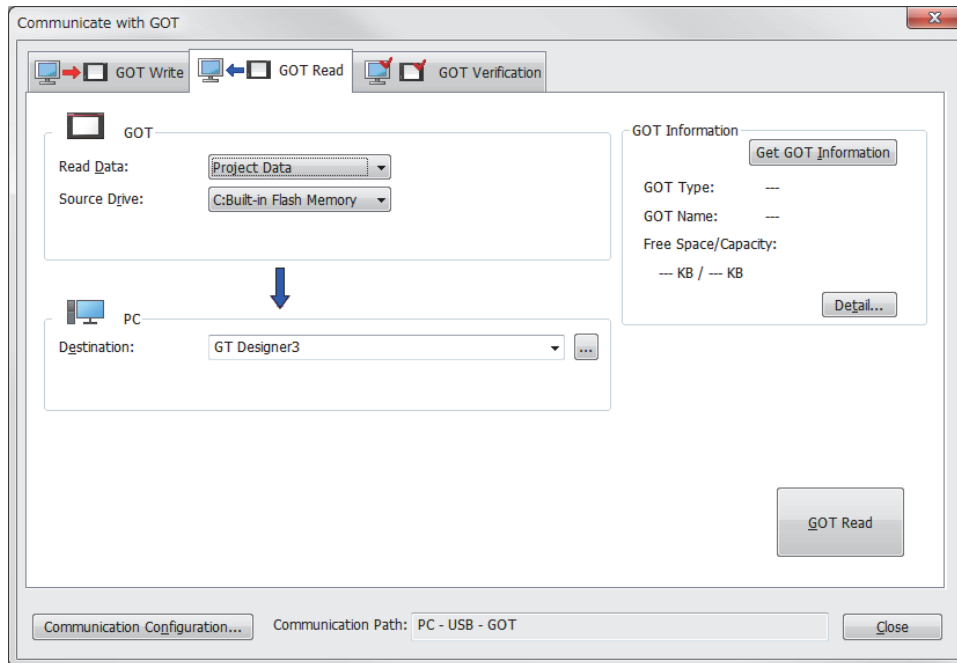 Communicate with GOT
GOT Write
GOT Read
GOT Verification
GOT
Read Data:
Project Data
Source Drive:
C:Built-in Flash Memory
GOT Information
Get GOT Information
GOT Type: ---
GOT Name: ---
Free Space/Capacity:
--- KB / --- KB
Detail...
PC
Destination:
GT Designer3
...
GOT Read
Communication Configuration...
Communication Path: PC - USB - GOT
Close